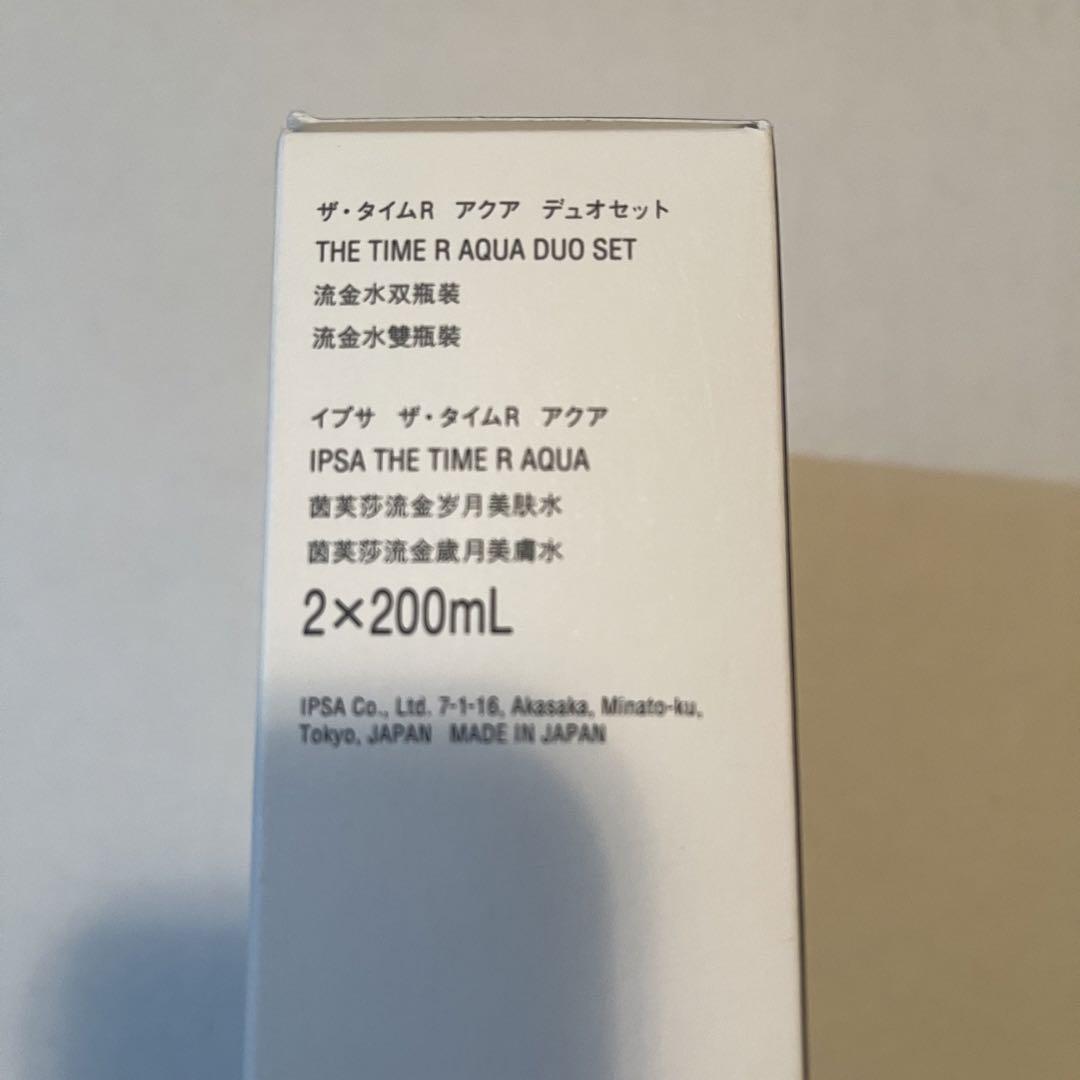 ザ・タイムR アクア デュオセット
THE TIME R AQUA DUO SET
流金水双瓶装
流金水雙瓶裝
イプサ ザ・タイムR アクア
IPSA THE TIME R AQUA
茵芙莎流金岁月美肤水
茵芙莎流金歲月美膚水
2×200mL
IPSA Co., Ltd. 7-1-16, Akasaka, Minato-ku,
Tokyo, JAPAN MADE IN JAPAN